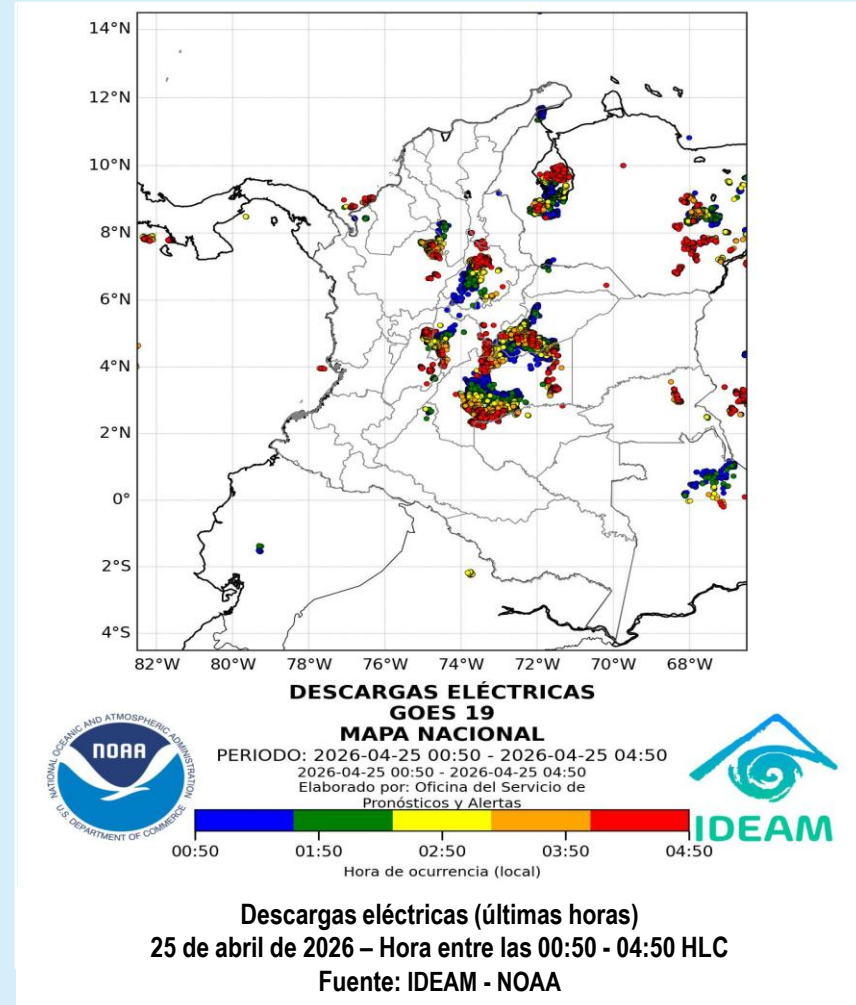 14°N
12°N
10°N
8°N
6°N
4°N
2°N
0°
2°S
4°S
82°W 80°W 78°W 76°W 74°W 72°W 70°W 68°W
DESCARGAS ELÉCTRICAS
GOES 19
MAPA NACIONAL
PERIODO: 2026-04-25 00:50 - 2026-04-25 04:50
2026-04-25 00:50 - 2026-04-25 04:50
Elaborado por: Oficina del Servicio de
Pronósticos y Alertas
NATIONAL OCEANIC AND ATMOSPHERIC ADMINISTRATION
NOAA
U.S. DEPARTMENT OF COMMERCE
IDEAM
00:50 01:50 02:50 03:50 04:50
Hora de ocurrencia (local)
Descargas eléctricas (últimas horas)
25 de abril de 2026 – Hora entre las 00:50 - 04:50 HLC
Fuente: IDEAM - NOAA